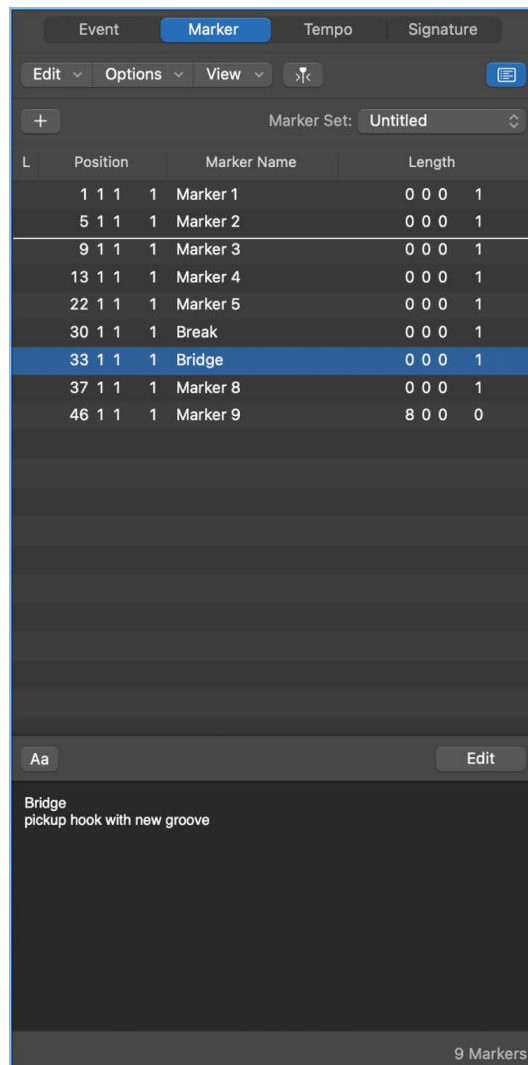 Event Marker Tempo Signature
Edit Options View
+ Marker Set: Untitled
L Position Marker Name Length
1 1 1 1 Marker 1 0 0 0 1
5 1 1 1 Marker 2 0 0 0 1
9 1 1 1 Marker 3 0 0 0 1
13 1 1 1 Marker 4 0 0 0 1
22 1 1 1 Marker 5 0 0 0 1
30 1 1 1 Break 0 0 0 1
33 1 1 1 Bridge 0 0 0 1
37 1 1 1 Marker 8 0 0 0 1
46 1 1 1 Marker 9 8 0 0 0
Aa Edit
Bridge
pickup hook with new groove
9 Markers